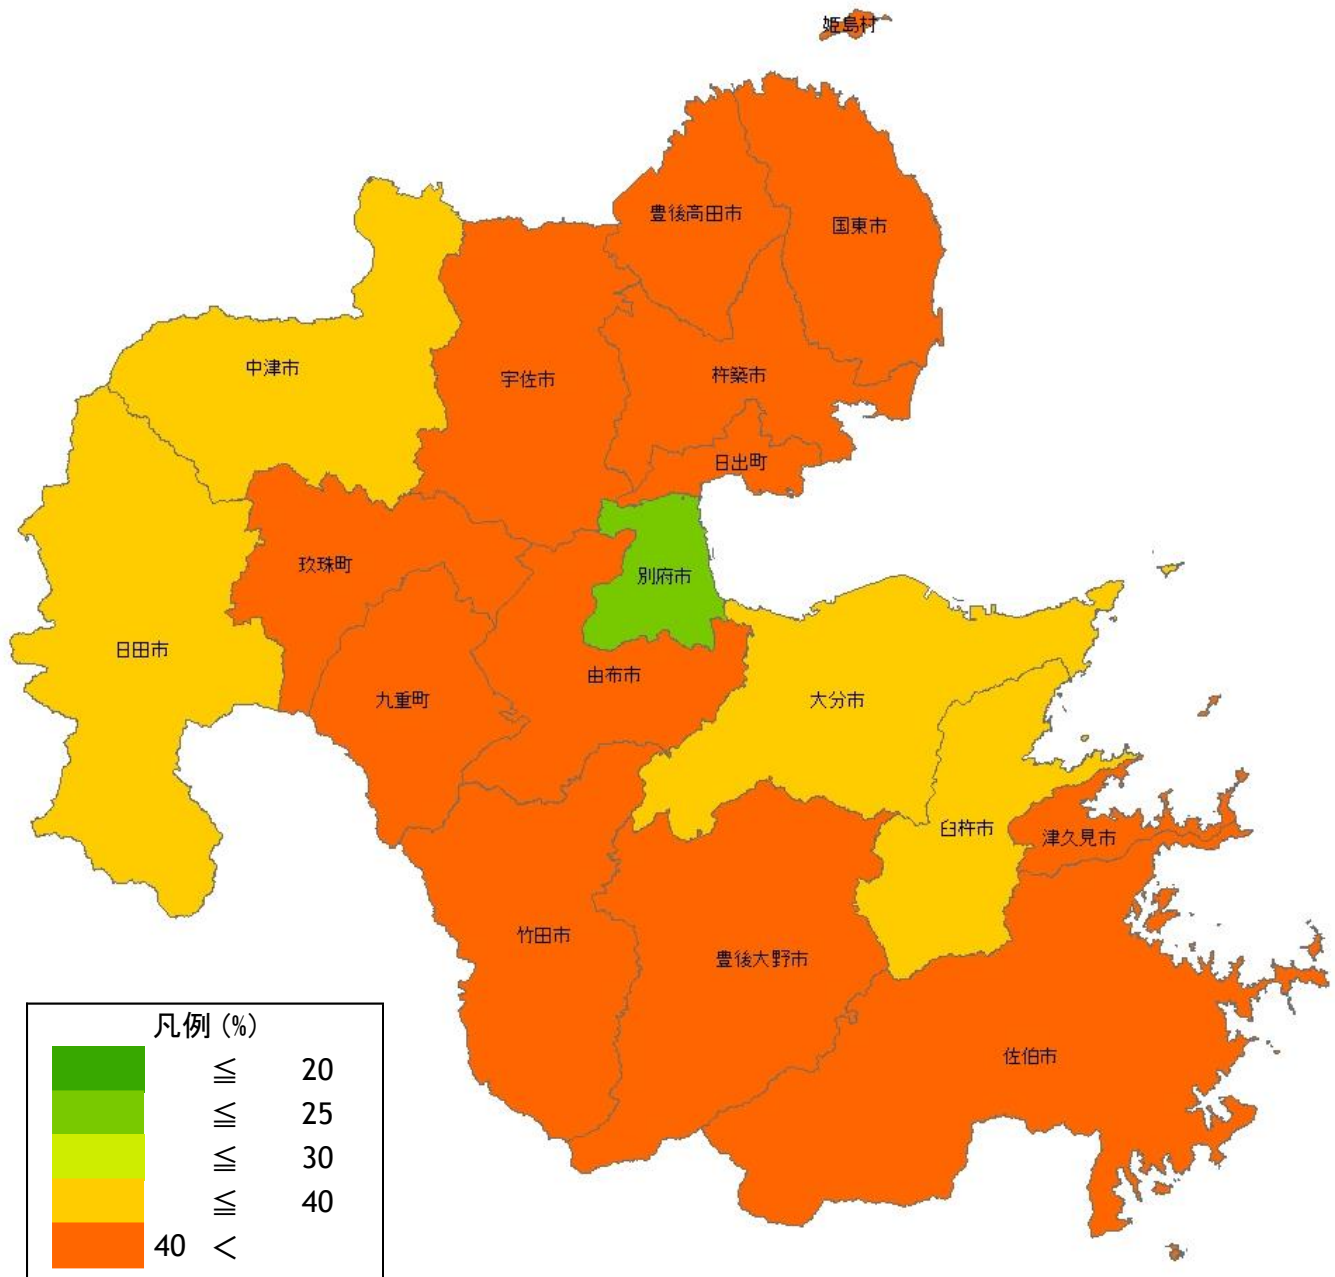 姫島村
豊後高田市
国東市
中津市
宇佐市
杵築市
日出町
玖珠町
別府市
日田市
由布市
九重町
大分市
臼杵市
津久見市
竹田市
豊後大野市
佐伯市
凡例 (%)
≦ 20
≦ 25
≦ 30
≦ 40
40 <